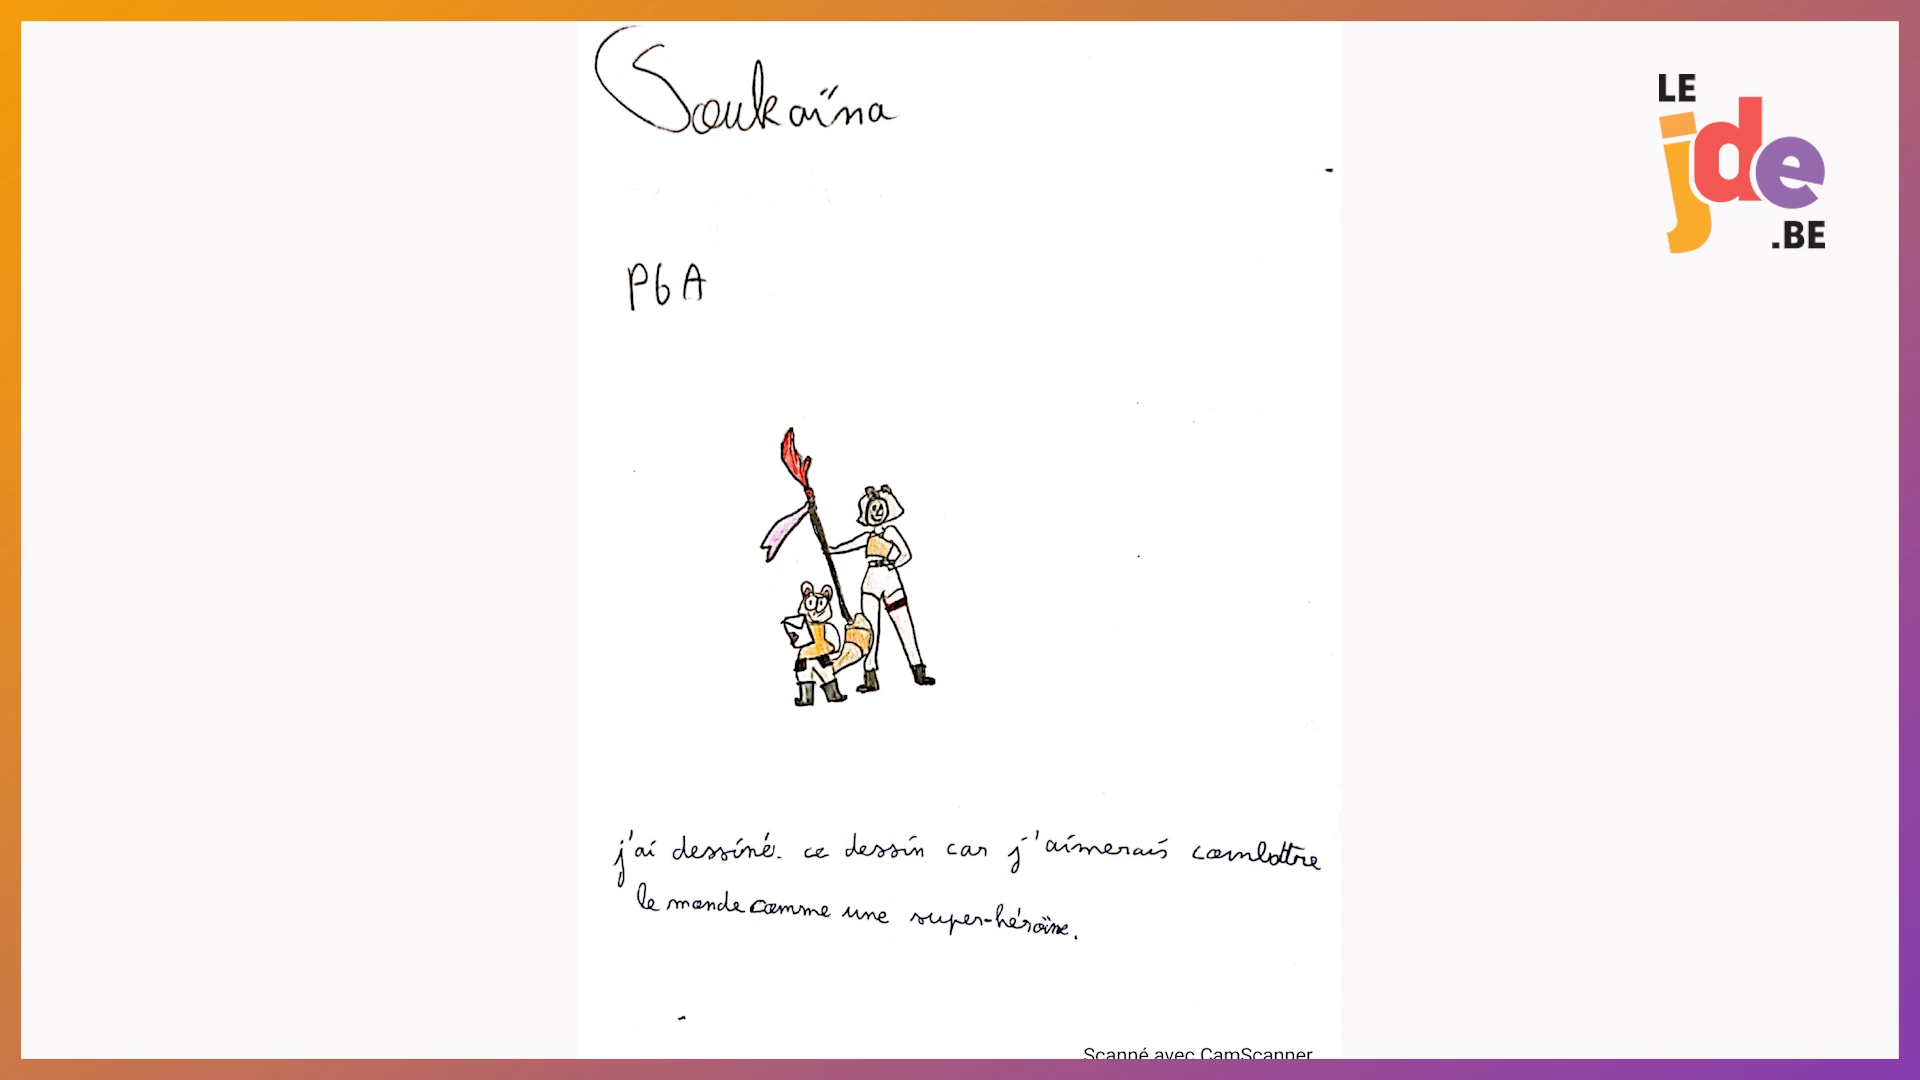 Soukaïna
LE
jde
.BE
P6A
j'ai dessiné. ce dessin car j'aimerais combattre
le monde comme une super-héroïne.
Scanné avec CamScanner